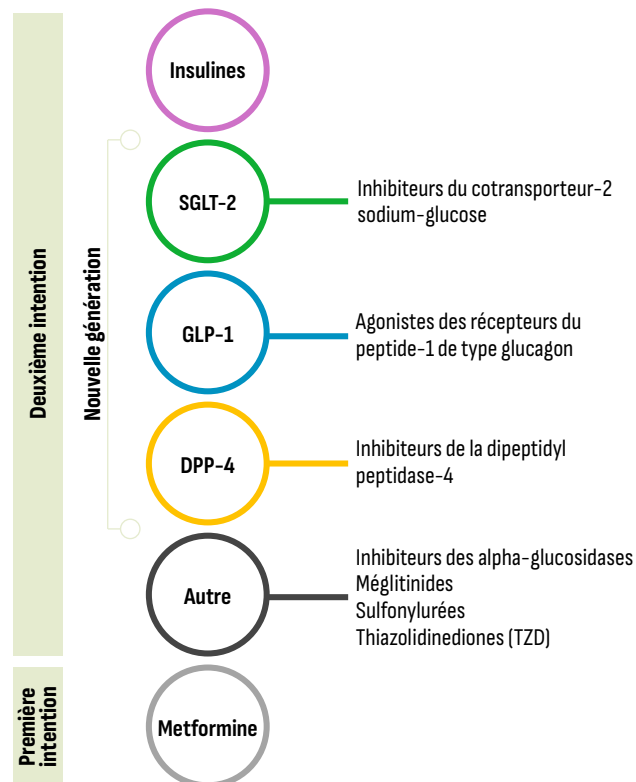 Insulines
SGLT-2
Inhibiteurs du cotransporteur-2
sodium-glucose
Deuxième intention
Nouvelle génération
GLP-1
Agonistes des récepteurs du
peptide-1 de type glucagon
DPP-4
Inhibiteurs de la dipeptidyl
peptidase-4
Autre
Inhibiteurs des alpha-glucosidases
Méglitinides
Sulfonylurées
Thiazolidinediones (TZD)
Première
intention
Metformine